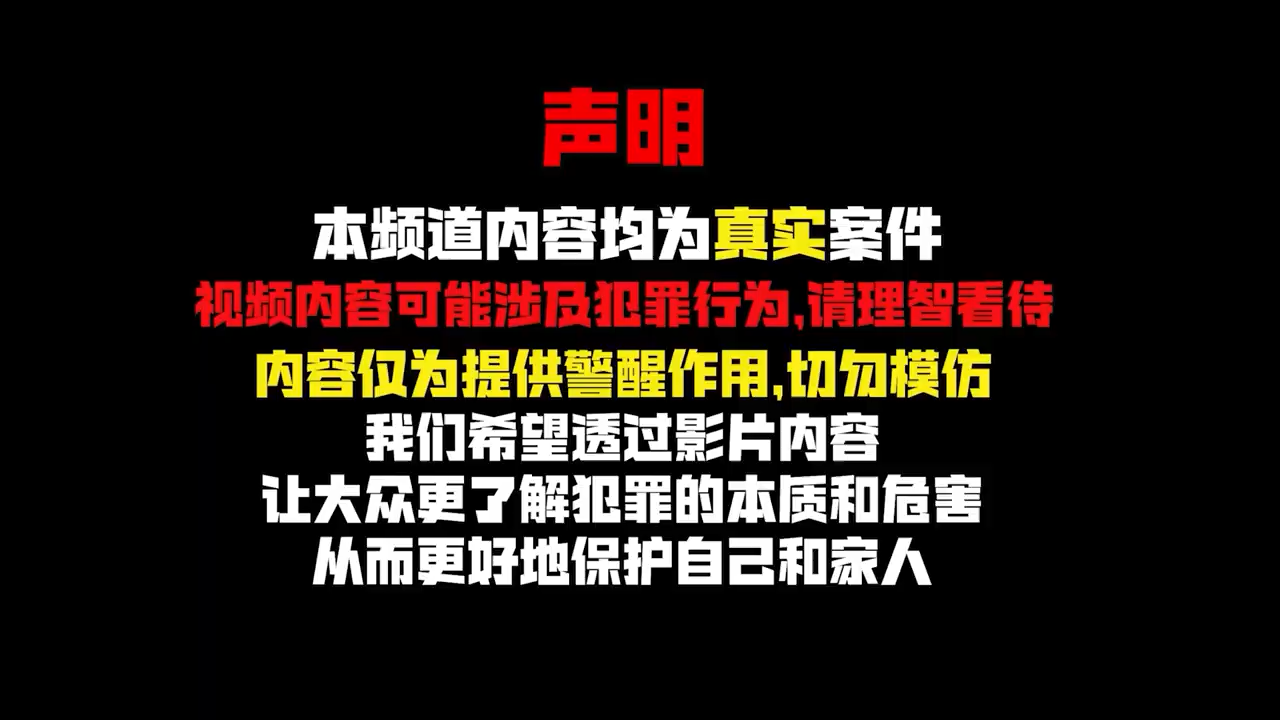 声明
本频道内容均为真实案件
视频内容可能涉及犯罪行为,请理智看待
内容仅为提供警醒作用,切勿模仿
我们希望透过影片内容
让大众更了解犯罪的本质和危害
从而更好地保护自己和家人